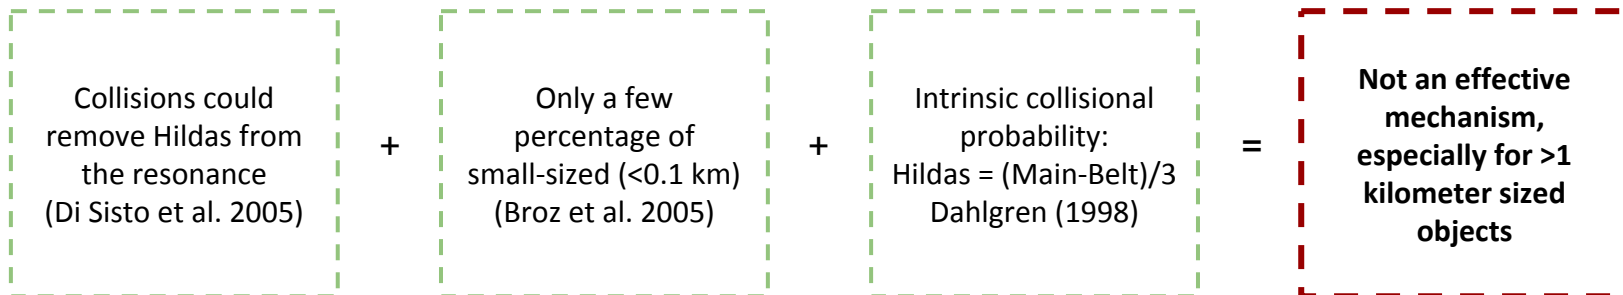 Collisions could
remove Hildas from
the resonance
(Di Sisto et al. 2005)
+
Only a few
percentage of
small-sized (<0.1 km)
(Broz et al. 2005)
+
Intrinsic collisional
probability:
Hildas = (Main-Belt)/3
Dahlgren (1998)
=
Not an effective
mechanism,
especially for >1
kilometer sized
objects